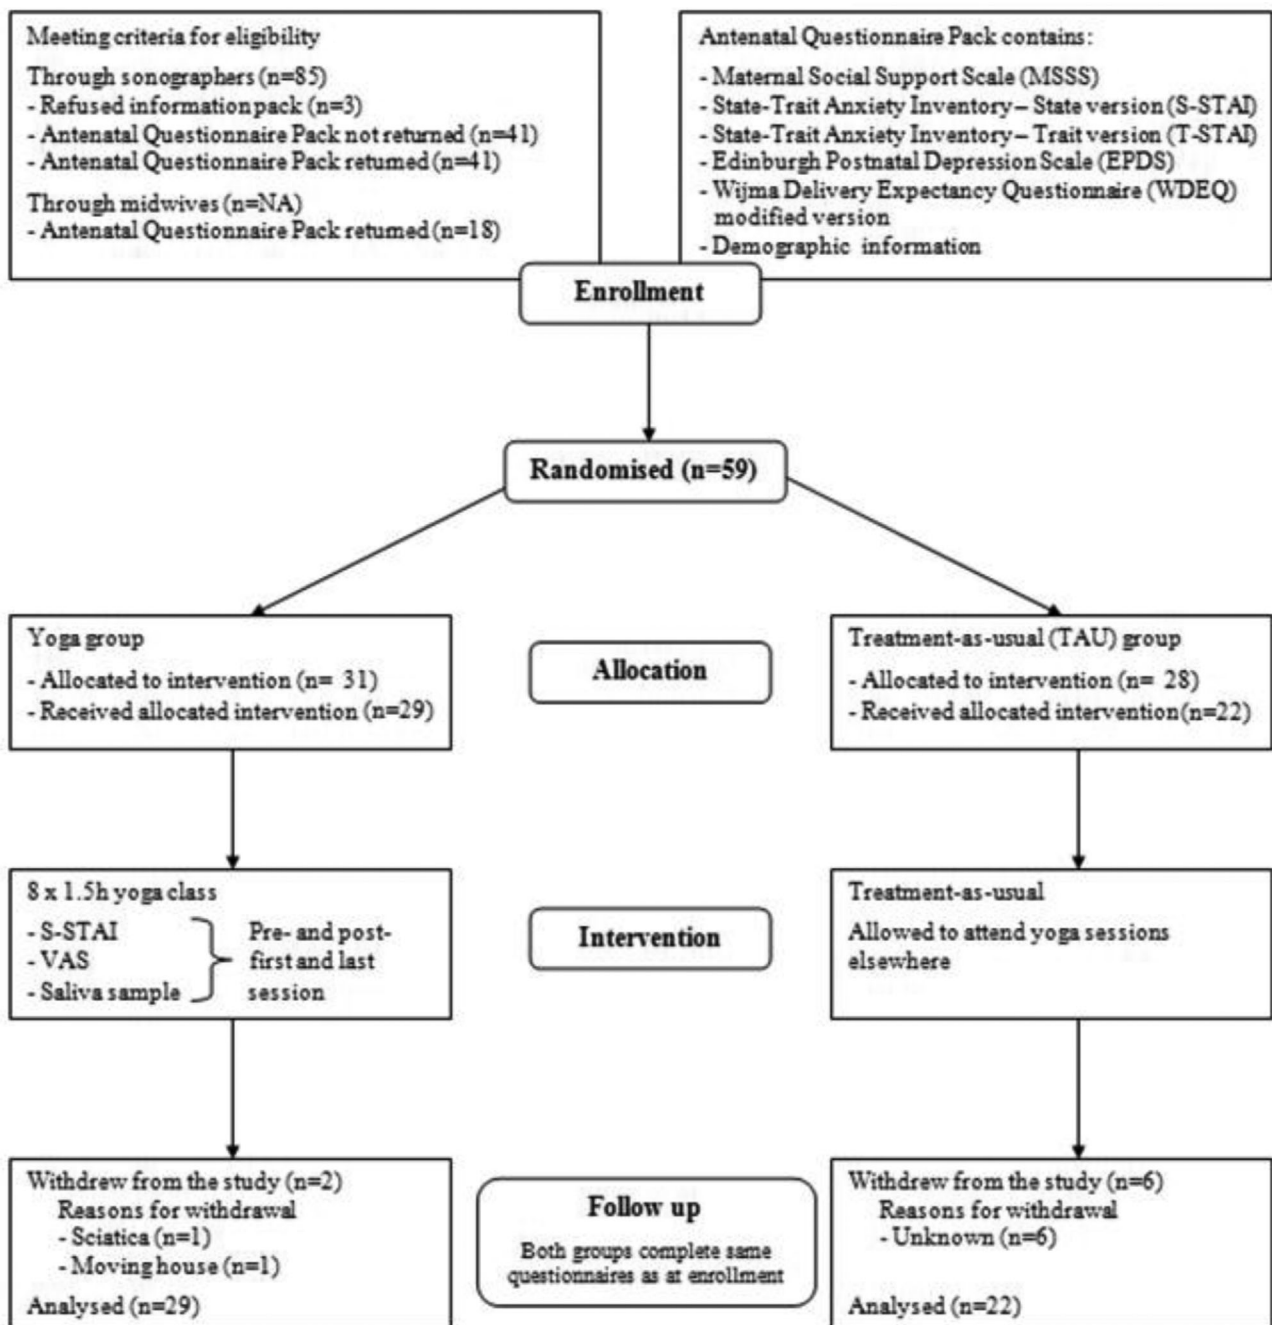 Meeting criteria for eligibility
Through sonographers (n=85)
- Refused information pack (n=3)
- Antenatal Questionnaire Pack not returned (n=41)
- Antenatal Questionnaire Pack returned (n=41)
Through midwives (n=NA)
- Antenatal Questionnaire Pack returned (n=18)
Antenatal Questionnaire Pack contains:
- Maternal Social Support Scale (MSSS)
- State-Trait Anxiety Inventory – State version (S-STAI)
- State-Trait Anxiety Inventory – Trait version (T-STAI)
- Edinburgh Postnatal Depression Scale (EPDS)
- Wijma Delivery Expectancy Questionnaire (WDEQ)
modified version
- Demographic information
Enrollment
Randomised (n=59)
Yoga group
- Allocated to intervention (n= 31)
- Received allocated intervention (n=29)
Allocation
Treatment-as-usual (TAU) group
- Allocated to intervention (n= 28)
- Received allocated intervention (n=22)
8 x 1.5h yoga class
- S-STAI
- VAS
- Saliva sample
Pre- and post-
first and last
session
Intervention
Treatment-as-usual
Allowed to attend yoga sessions
elsewhere
Withdrew from the study (n=2)
Reasons for withdrawal
- Sciatica (n=1)
- Moving house (n=1)
Analysed (n=29)
Follow up
Both groups complete same
questionnaires as at enrollment
Withdrew from the study (n=6)
Reasons for withdrawal
- Unknown (n=6)
Analysed (n=22)